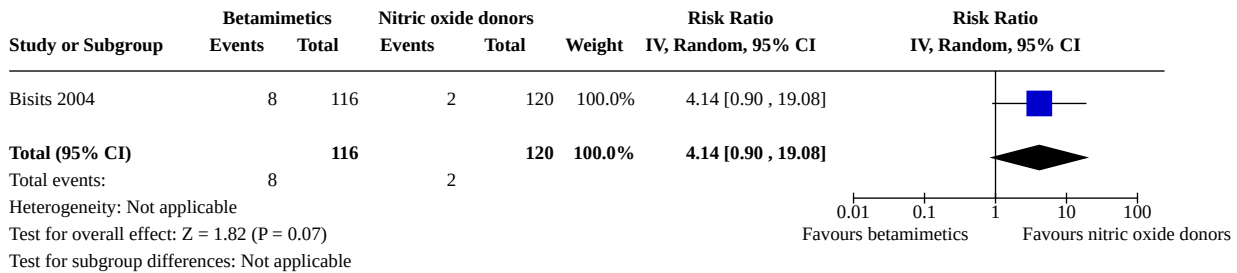 Betamimetics Nitric oxide donors Risk Ratio Risk Ratio
Study or Subgroup Events Total Events Total Weight IV, Random, 95% CI IV, Random, 95% CI
Bisits 2004 8 116 2 120 100.0% 4.14 [0.90 , 19.08]
Total (95% CI) 116 120 100.0% 4.14 [0.90 , 19.08]
Total events: 8 2
Heterogeneity: Not applicable 0.01 0.1 1 10 100
Test for overall effect: Z = 1.82 (P = 0.07) Favours betamimetics Favours nitric oxide donors
Test for subgroup differences: Not applicable